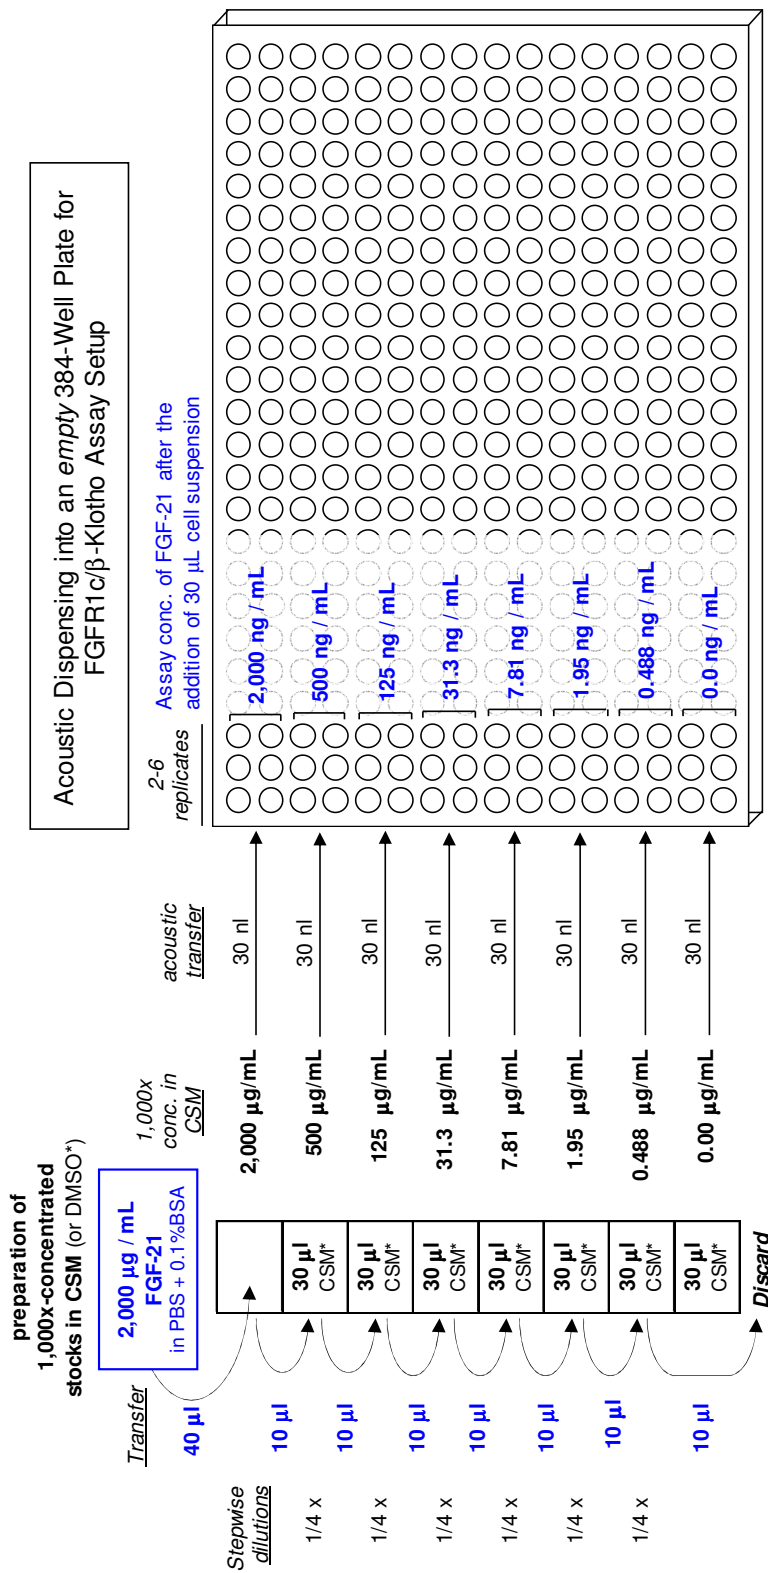 Acoustic Dispensing into an empty 384-Well Plate for
FGFR1c/β-Klotho Assay Setup
preparation of
1,000x-concentrated
stocks in CSM (or DMSO*)
Stepwise
dilutions
Transfer
2,000 µg / mL
FGF-21
in PBS + 0.1%BSA
1,000x
conc. in
CSM
acoustic
transfer
2-6
replicates
Assay conc. of FGF-21 after the
addition of 30 µL cell suspension
40 µl
2,000 µg/mL
30 nl
2,000 ng / mL
1/4 x
10 µl
30 µl
CSM*
500 µg/mL
30 nl
500 ng / mL
1/4 x
10 µl
30 µl
CSM*
125 µg/mL
30 nl
125 ng / mL
1/4 x
10 µl
30 µl
CSM*
31.3 µg/mL
30 nl
31.3 ng / mL
1/4 x
10 µl
30 µl
CSM*
7.81 µg/mL
30 nl
7.81 ng / mL
1/4 x
10 µl
30 µl
CSM*
1.95 µg/mL
30 nl
1.95 ng / mL
1/4 x
10 µl
30 µl
CSM*
0.488 µg/mL
30 nl
0.488 ng / mL
10 µl
30 µl
CSM*
0.00 µg/mL
30 nl
0.0 ng / mL
Discard